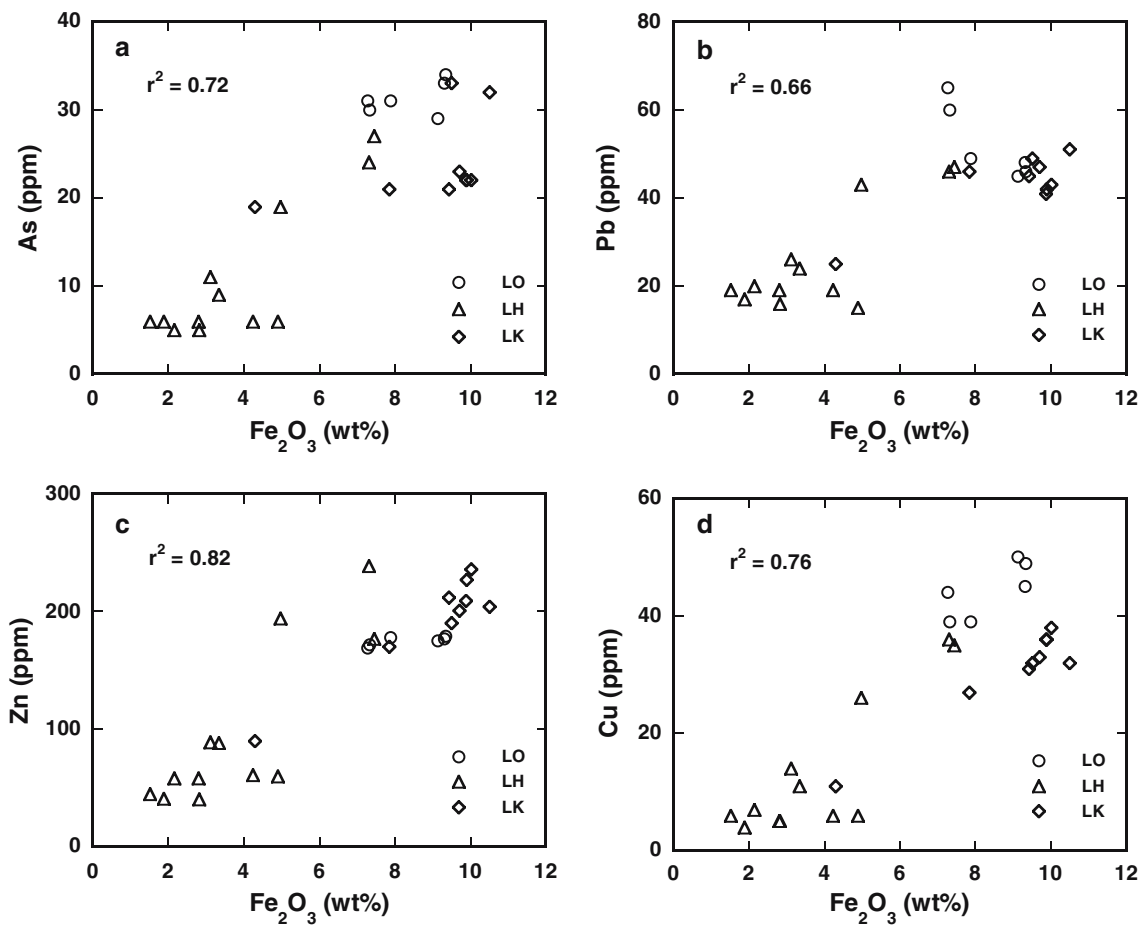 a
r² = 0.72
As (ppm)
40
30
20
10
0
LO
LH
LK
0 2 4 6 8 10 12
Fe₂O₃ (wt%)
b
r² = 0.66
Pb (ppm)
80
60
40
20
0
LO
LH
LK
0 2 4 6 8 10 12
Fe₂O₃ (wt%)
c
r² = 0.82
Zn (ppm)
300
200
100
0
LO
LH
LK
0 2 4 6 8 10 12
Fe₂O₃ (wt%)
d
r² = 0.76
Cu (ppm)
60
40
20
0
LO
LH
LK
0 2 4 6 8 10 12
Fe₂O₃ (wt%)